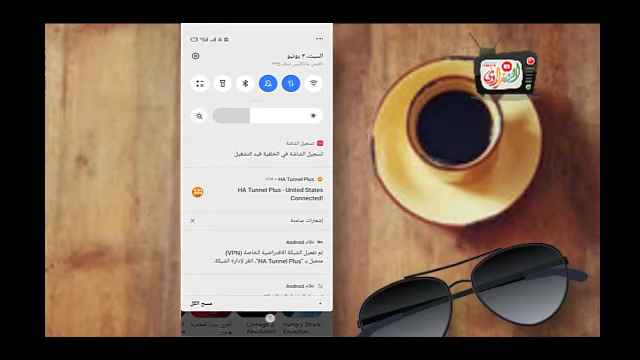 السبت، ٣ يونيو
تسجيل الشاشة
تسجيل الشاشة في الخلفية قيد التشغيل
HA Tunnel Plus
HA Tunnel Plus - United States
Connected!
إشعارات صامتة
نظام Android
تم تفعيل الشبكة الافتراضية الخاصة (VPN)
متصل بـ "HA Tunnel Plus". انقر لإدارة الشبكة.
نظام Android
مسح الكل
Lineage 2:
Revolution
Hungry Shark
Evolution